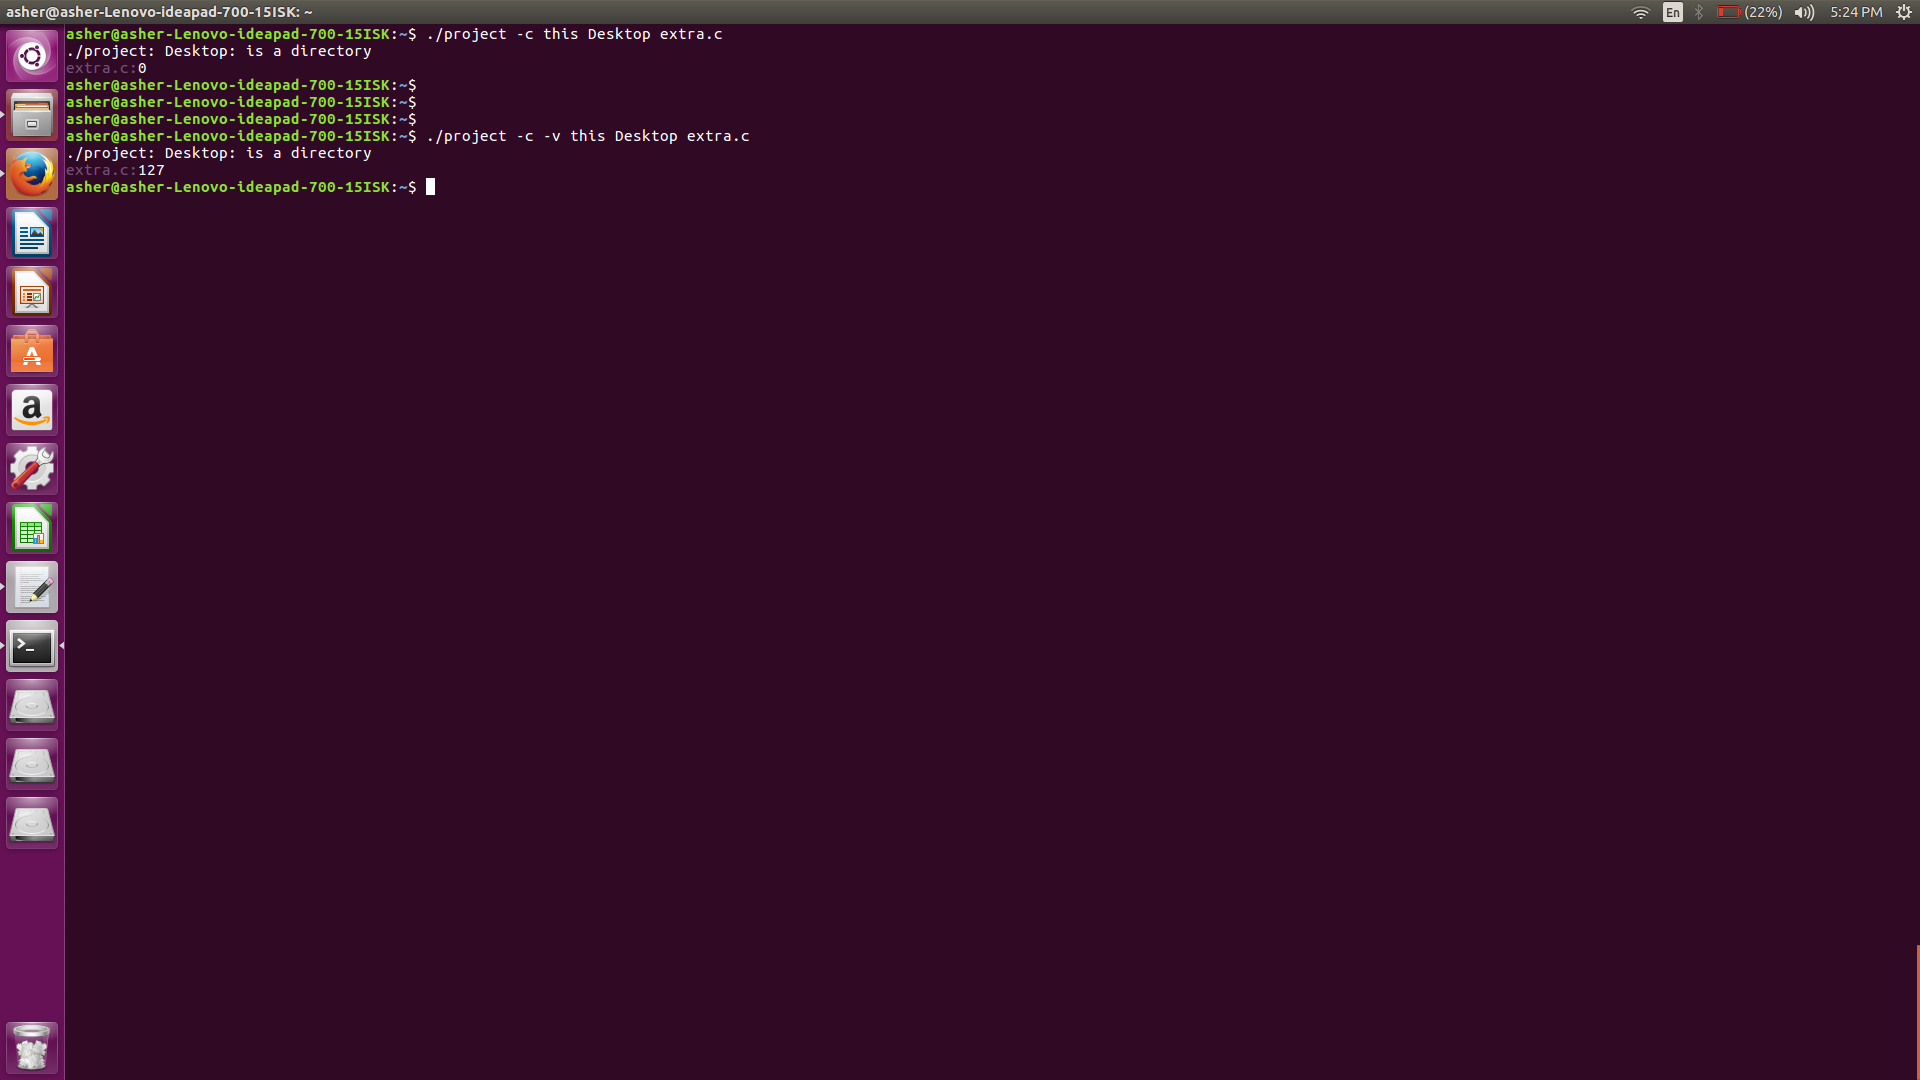 asher@asher-Lenovo-ideapad-700-15ISK: ~
En (22%) 5:24 PM
asher@asher-Lenovo-ideapad-700-15ISK:~$ ./project -c this Desktop extra.c
./project: Desktop: is a directory
extra.c:0
asher@asher-Lenovo-ideapad-700-15ISK:~$
asher@asher-Lenovo-ideapad-700-15ISK:~$
asher@asher-Lenovo-ideapad-700-15ISK:~$
asher@asher-Lenovo-ideapad-700-15ISK:~$ ./project -c -v this Desktop extra.c
./project: Desktop: is a directory
extra.c:127
asher@asher-Lenovo-ideapad-700-15ISK:~$